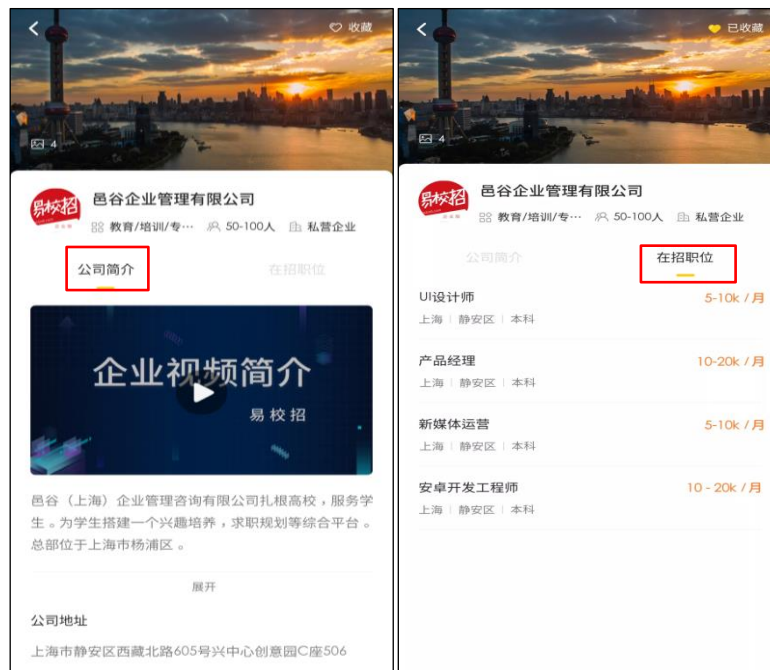 收藏
4
易校招
邑谷企业管理有限公司
教育/培训/专… 50-100人 私营企业
公司简介 在招职位
企业视频简介
易校招
邑谷（上海）企业管理咨询有限公司扎根高校，服务学
生。为学生搭建一个兴趣培养，求职规划等综合平台。
总部位于上海市杨浦区。
展开
公司地址
上海市静安区西藏北路605号兴中心创意园C座506
已收藏
4
易校招
邑谷企业管理有限公司
教育/培训/专… 50-100人 私营企业
公司简介 在招职位
UI设计师 5-10k /月
上海 | 静安区 | 本科
产品经理 10-20k /月
上海 | 静安区 | 本科
新媒体运营 5-10k /月
上海 | 静安区 | 本科
安卓开发工程师 10 - 20k /月
上海 | 静安区 | 本科